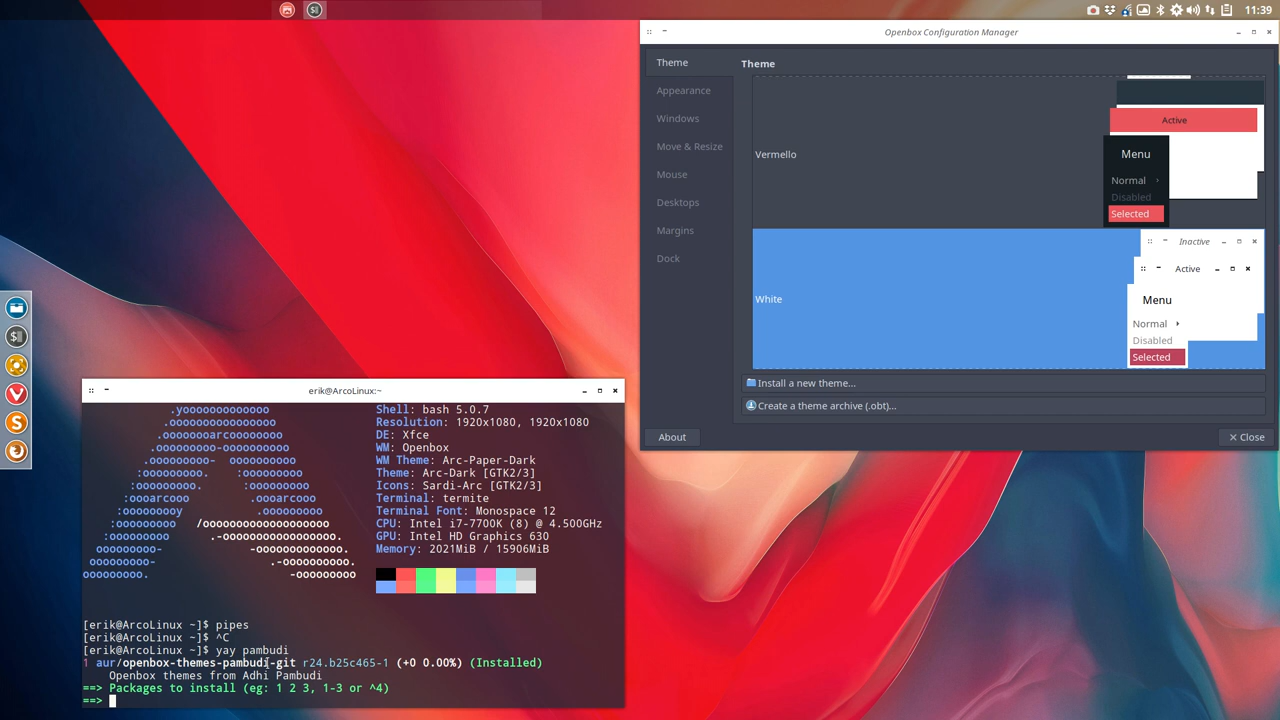 11:39
Openbox Configuration Manager
Theme
Appearance
Windows
Move & Resize
Mouse
Desktops
Margins
Dock
Theme
Vermello
Active
Menu
Normal
Disabled
Selected
White
Inactive
Active
Menu
Normal
Disabled
Selected
Install a new theme...
Create a theme archive (.obt)...
About
Close
erik@ArcoLinux:~
.yooooooooooooo Shell: bash 5.0.7
.oooooooooooooooo Resolution: 1920x1080, 1920x1080
.ooooooooarcoooooooo DE: Xfce
.ooooooooo-oooooooooo WM: Openbox
.ooooooooo- oooooooooo WM Theme: Arc-Paper-Dark
:ooooooooo. :ooooooooo Theme: Arc-Dark [GTK2/3]
:ooooooooo. :ooooooooo Icons: Sardi-Arc [GTK2/3]
:oooarcooo .oooarcooo Terminal: termite
:ooooooooy .ooooooooo Terminal Font: Monospace 12
:ooooooooo /ooooooooooooooooooo CPU: Intel i7-7700K (8) @ 4.500GHz
:ooooooooo .-ooooooooooooooooo. GPU: Intel HD Graphics 630
ooooooooo- -ooooooooooooo. Memory: 2021MiB / 15906MiB
ooooooooo- .-oooooooooo.
ooooooooo. -ooooooooo
[erik@ArcoLinux ~]$ pipes
[erik@ArcoLinux ~]$ ^C
[erik@ArcoLinux ~]$ yay pambudi
1 aur/openbox-themes-pambudi-git r24.b25c465-1 (+0 0.00%) (Installed)
Openbox themes from Adhi Pambudi
==> Packages to install (eg: 1 2 3, 1-3 or ^4)
==>